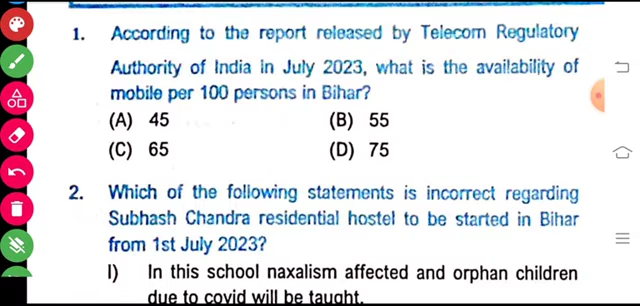 1. According to the report released by Telecom Regulatory
Authority of India in July 2023, what is the availability of
mobile per 100 persons in Bihar?
(A) 45 (B) 55
(C) 65 (D) 75
2. Which of the following statements is incorrect regarding
Subhash Chandra residential hostel to be started in Bihar
from 1st July 2023?
I) In this school naxalism affected and orphan children
due to covid will be taught.